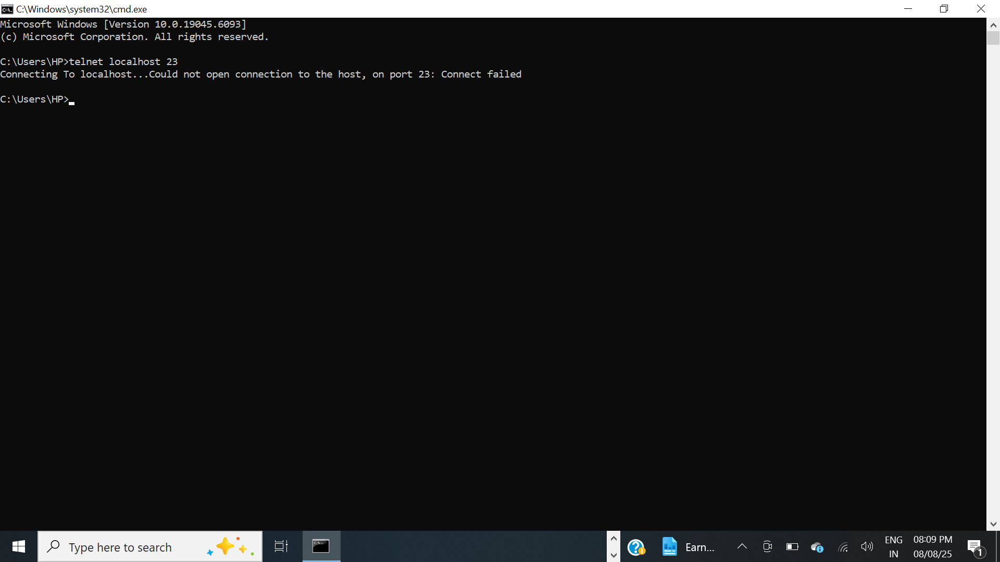 C:\Windows\system32\cmd.exe
Microsoft Windows [Version 10.0.19045.6093]
(c) Microsoft Corporation. All rights reserved.
C:\Users\HP>telnet localhost 23
Connecting To localhost...Could not open connection to the host, on port 23: Connect failed
C:\Users\HP>
Type here to search
Earn...
ENG
IN
08:09 PM
08/08/25
1